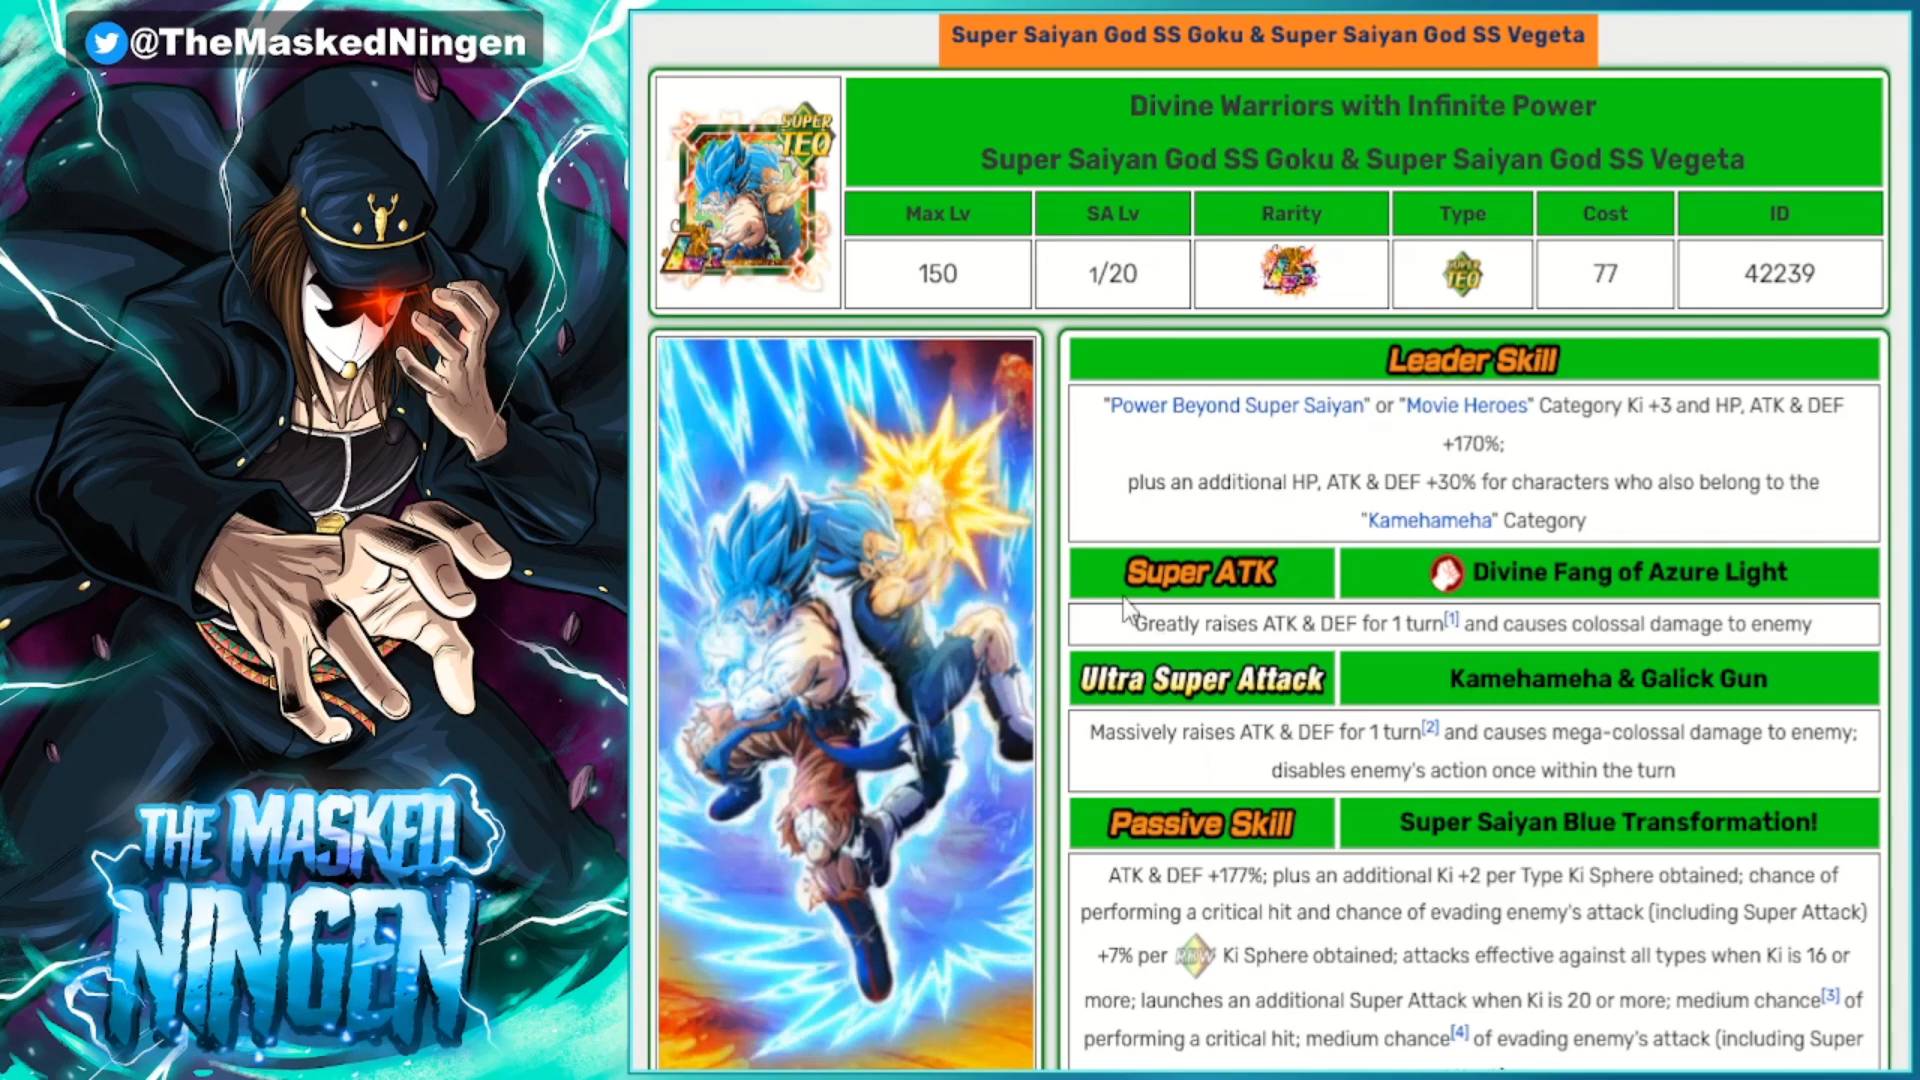 @TheMaskedNingen
THE MASKED
NINGEN
Super Saiyan God SS Goku & Super Saiyan God SS Vegeta
SUPER
TEQ
LR
Divine Warriors with Infinite Power
Super Saiyan God SS Goku & Super Saiyan God SS Vegeta
Max Lv SA Lv Rarity Type Cost ID
150 1/20 LR SUPER TEQ 77 42239
Leader Skill
"Power Beyond Super Saiyan" or "Movie Heroes" Category Ki +3 and HP, ATK & DEF
+170%;
plus an additional HP, ATK & DEF +30% for characters who also belong to the
"Kamehameha" Category
Super ATK Divine Fang of Azure Light
Greatly raises ATK & DEF for 1 turn[1] and causes colossal damage to enemy
Ultra Super Attack Kamehameha & Galick Gun
Massively raises ATK & DEF for 1 turn[2] and causes mega-colossal damage to enemy;
disables enemy's action once within the turn
Passive Skill Super Saiyan Blue Transformation!
ATK & DEF +177%; plus an additional Ki +2 per Type Ki Sphere obtained; chance of
performing a critical hit and chance of evading enemy's attack (including Super Attack)
+7% per RBW Ki Sphere obtained; attacks effective against all types when Ki is 16 or
more; launches an additional Super Attack when Ki is 20 or more; medium chance[3] of
performing a critical hit; medium chance[4] of evading enemy's attack (including Super